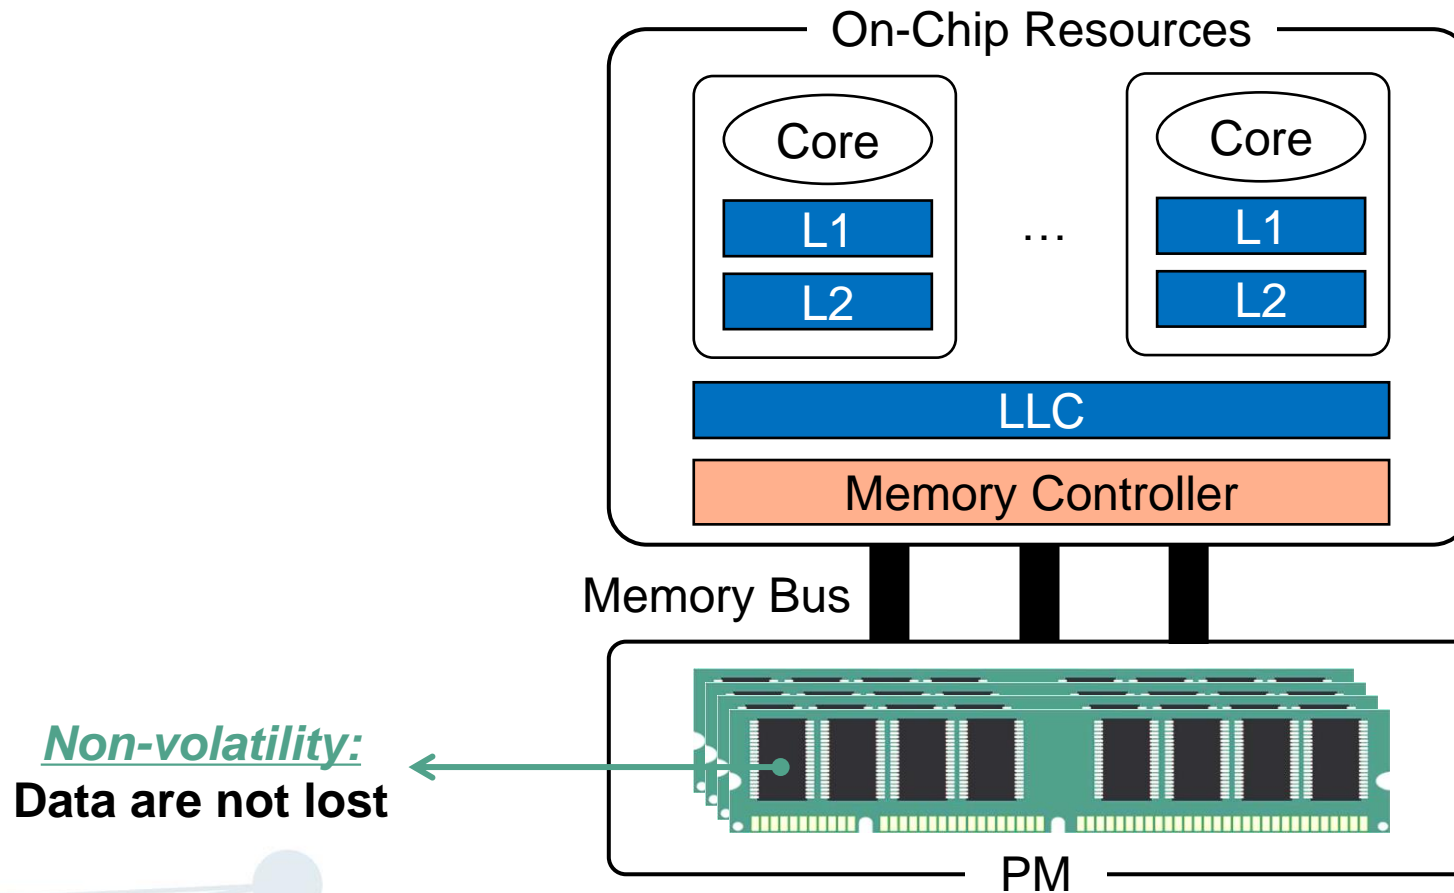 On-Chip Resources
Core
Core
L1
...
L1
L2
L2
LLC
Memory Controller
Memory Bus
Non-volatility:
Data are not lost
PM